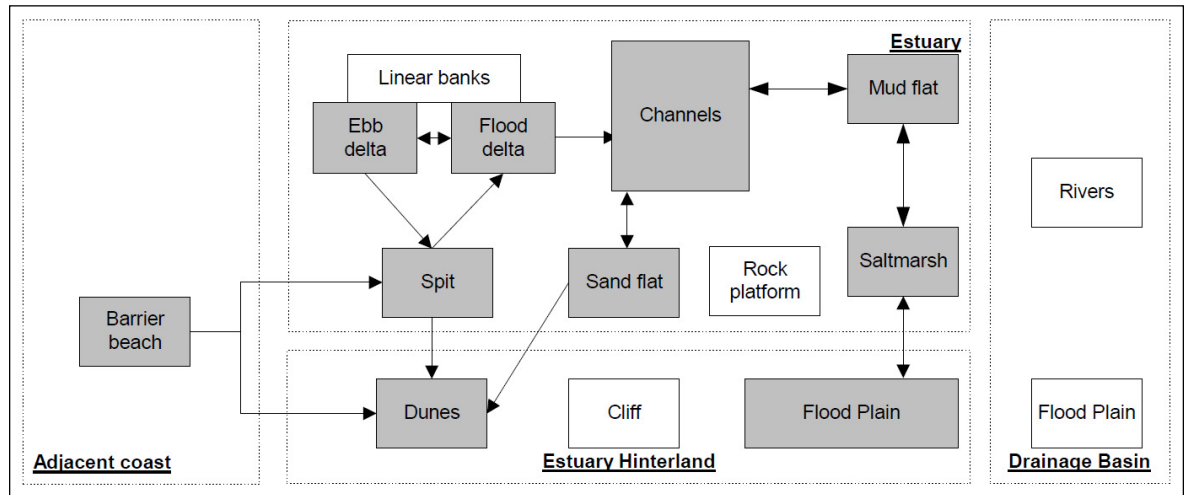 Estuary
Linear banks
Ebb
delta
Flood
delta
Channels
Mud flat
Rivers
Spit
Sand flat
Rock
platform
Saltmarsh
Barrier
beach
Dunes
Cliff
Flood Plain
Flood Plain
Adjacent coast
Estuary Hinterland
Drainage Basin